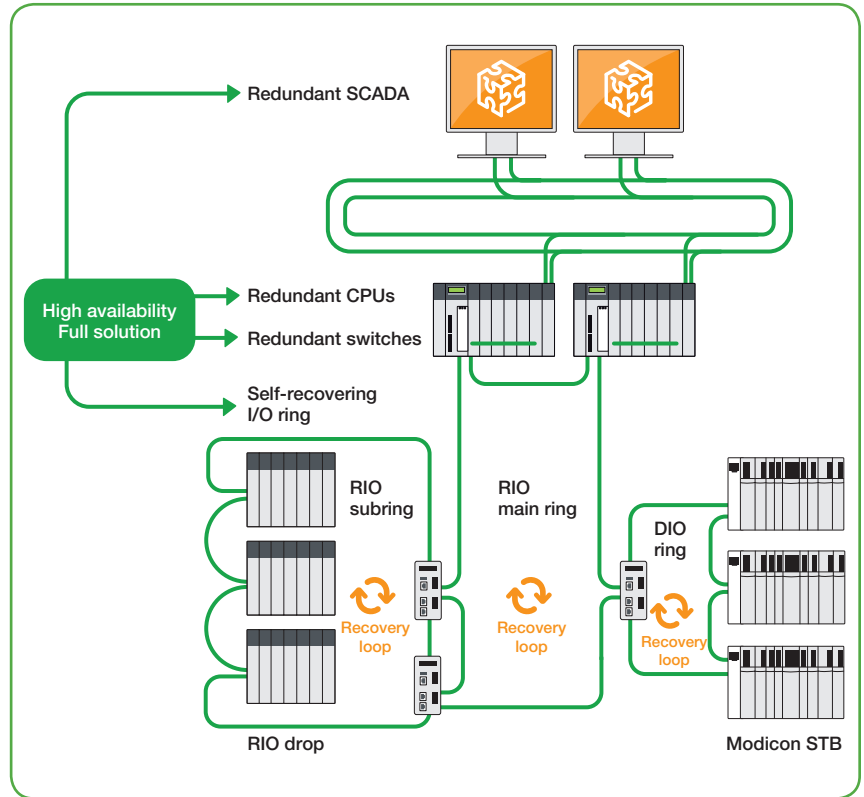 Redundant SCADA
High availability
Full solution
Redundant CPUs
Redundant switches
Self-recovering
I/O ring
RIO
subring
RIO
main ring
DIO
ring
Recovery
loop
Recovery
loop
Recovery
loop
RIO drop
Modicon STB